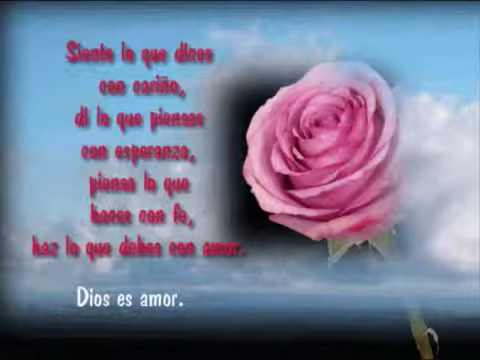 Siente lo que dices
con cariño,
di lo que piensas
con esperanza,
piensa lo que
haces con fe,
haz lo que debes con amor.
Dios es amor.